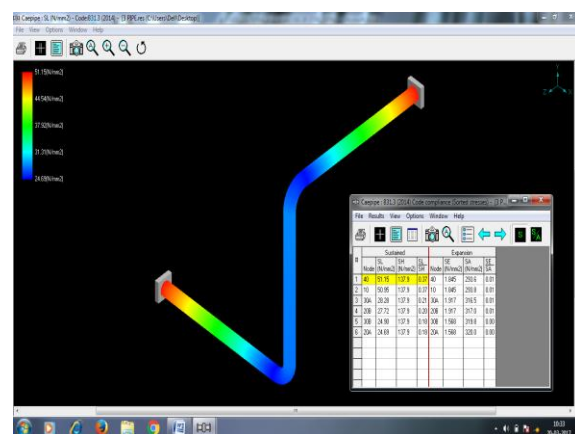 Caepipe : SL (N/mm2) - Code B31.3 (2014) - [3 PIPE.res (C:\Users\Dell\Desktop)]
File View Options Window Help
51.15(N/mm2)
44.54(N/mm2)
37.92(N/mm2)
31.31(N/mm2)
24.69(N/mm2)
Caepipe : B31.3 (2014) Code compliance (Sorted stresses) - [3 P...
File Results View Options Window Help
Sustained Expansion
# Node SL (N/mm2) SH (N/mm2) SL SH Node SE (N/mm2) SA (N/mm2) SE SA
1 40 51.15 137.9 0.37 40 1.845 293.6 0.01
2 10 50.95 137.9 0.37 10 1.845 293.8 0.01
3 30A 28.28 137.9 0.21 30A 1.917 316.5 0.01
4 20B 27.72 137.9 0.20 20B 1.917 317.0 0.01
5 30B 24.90 137.9 0.18 30B 1.568 319.8 0.00
6 20A 24.69 137.9 0.18 20A 1.568 320.0 0.00
10:33